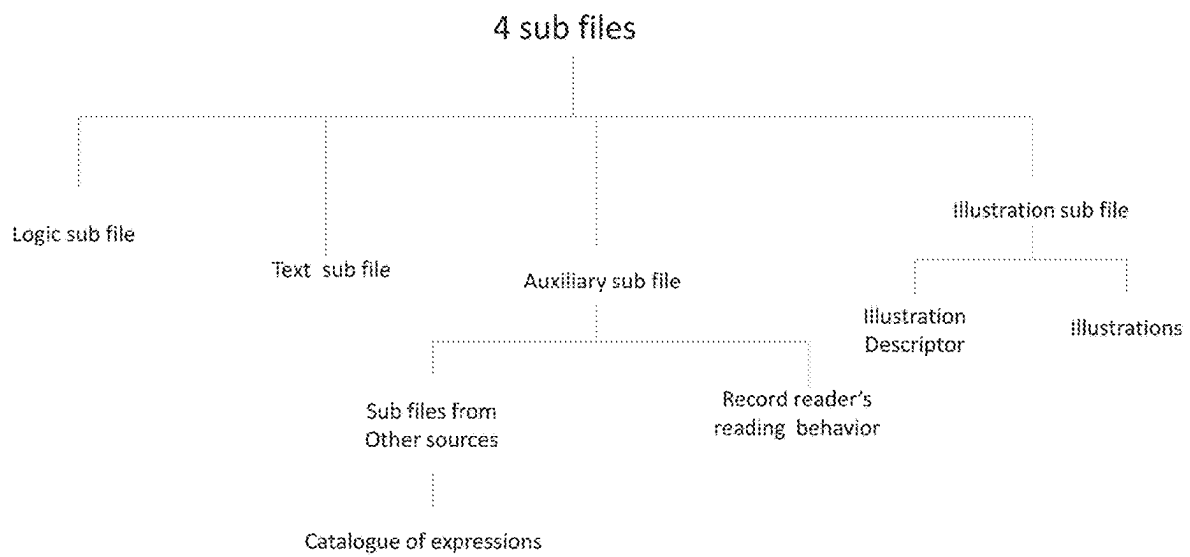 4 sub files
Logic sub file
Text sub file
Auxiliary sub file
Illustration sub file
Illustration
Descriptor
Illustrations
Sub files from
Other sources
Record reader's
reading behavior
Catalogue of expressions